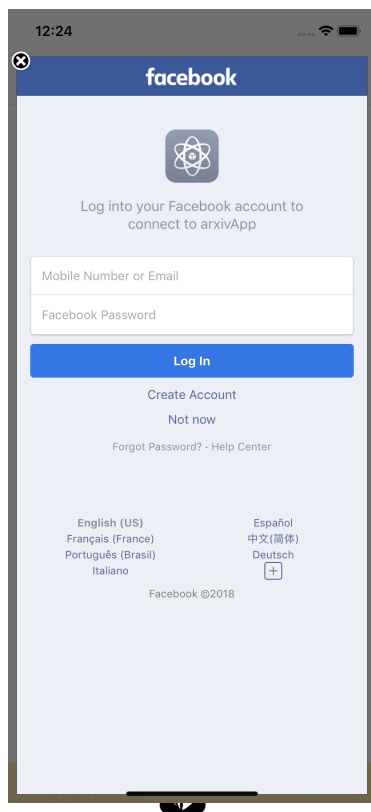 12:24
facebook
Log into your Facebook account to
connect to arxivApp
Mobile Number or Email
Facebook Password
Log In
Create Account
Not now
Forgot Password? · Help Center
English (US)
Español
Français (France)
中文(简体)
Português (Brasil)
Deutsch
Italiano
Facebook ©2018